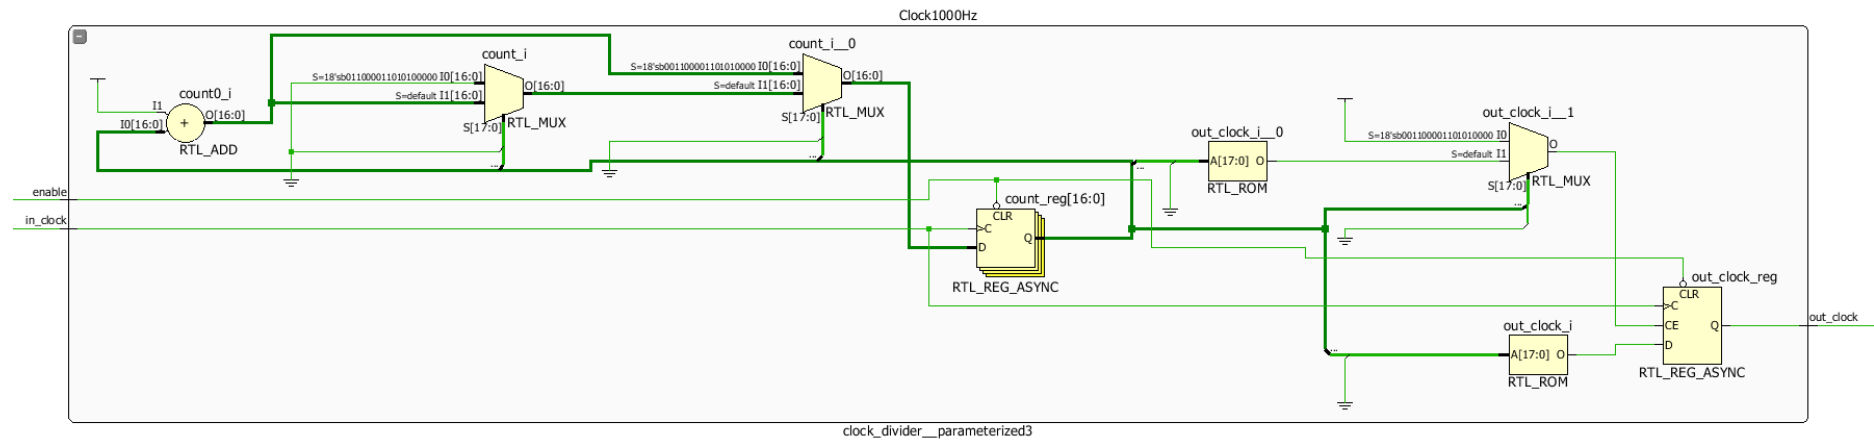 Clock1000Hz
count_i
count_i__0
S=18'sb011000011010100000 I0[16:0]
S=default I1[16:0]
O[16:0]
S[17:0]
RTL_MUX
S=18'sb001100001101010000 I0[16:0]
S=default I1[16:0]
O[16:0]
S[17:0]
RTL_MUX
count0_i
I1
I0[16:0]
+
O[16:0]
RTL_ADD
...
...
enable
in_clock
count_reg[16:0]
CLR
C
D
Q
RTL_REG_ASYNC
out_clock_i__0
A[17:0] O
RTL_ROM
...
out_clock_i__1
S=18'sb001100001101010000 I0
S=default I1
O
S[17:0]
RTL_MUX
...
out_clock_reg
CLR
C
CE
D
Q
RTL_REG_ASYNC
out_clock
out_clock_i
A[17:0] O
RTL_ROM
...
clock_divider__parameterized3